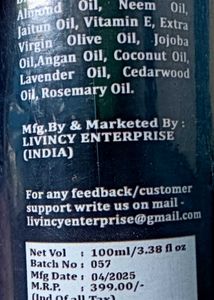 Almond Oil, Neem Oil,
Jaitun Oil, Vitamin E, Extra
Virgin Olive Oil, Jojoba
Oil,Angan Oil, Coconut Oil,
Lavender Oil, Cedarwood
Oil, Rosemary Oil.
Mfg.By & Marketed By :
LIVINCY ENTERPRISE
(INDIA)
For any feedback/customer
support write us on mail -
livincyenterprise@gmail.com
Net Vol : 100ml/3.38 fl oz
Batch No : 057
Mfg Date : 04/2025
M.R.P. : 399.00/-
(Ind Of all Tax)